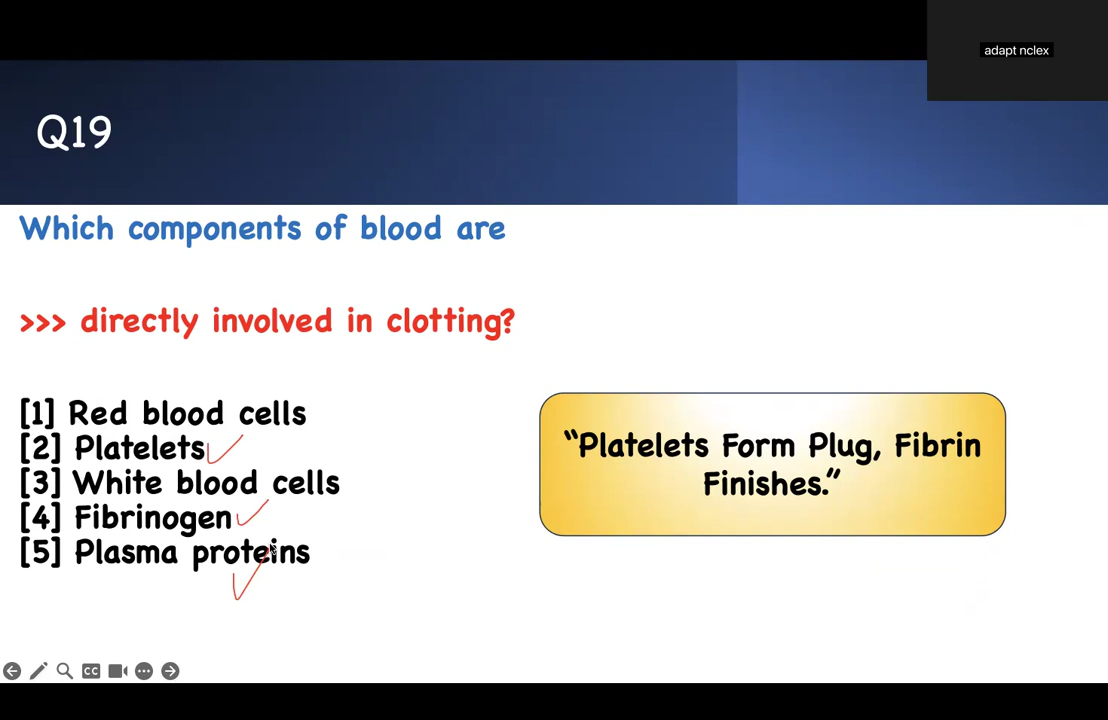 adapt nclex
Q19
Which components of blood are
>>> directly involved in clotting?
[1] Red blood cells
[2] Platelets
[3] White blood cells
[4] Fibrinogen
[5] Plasma proteins
“Platelets Form Plug, Fibrin
Finishes.”
CC